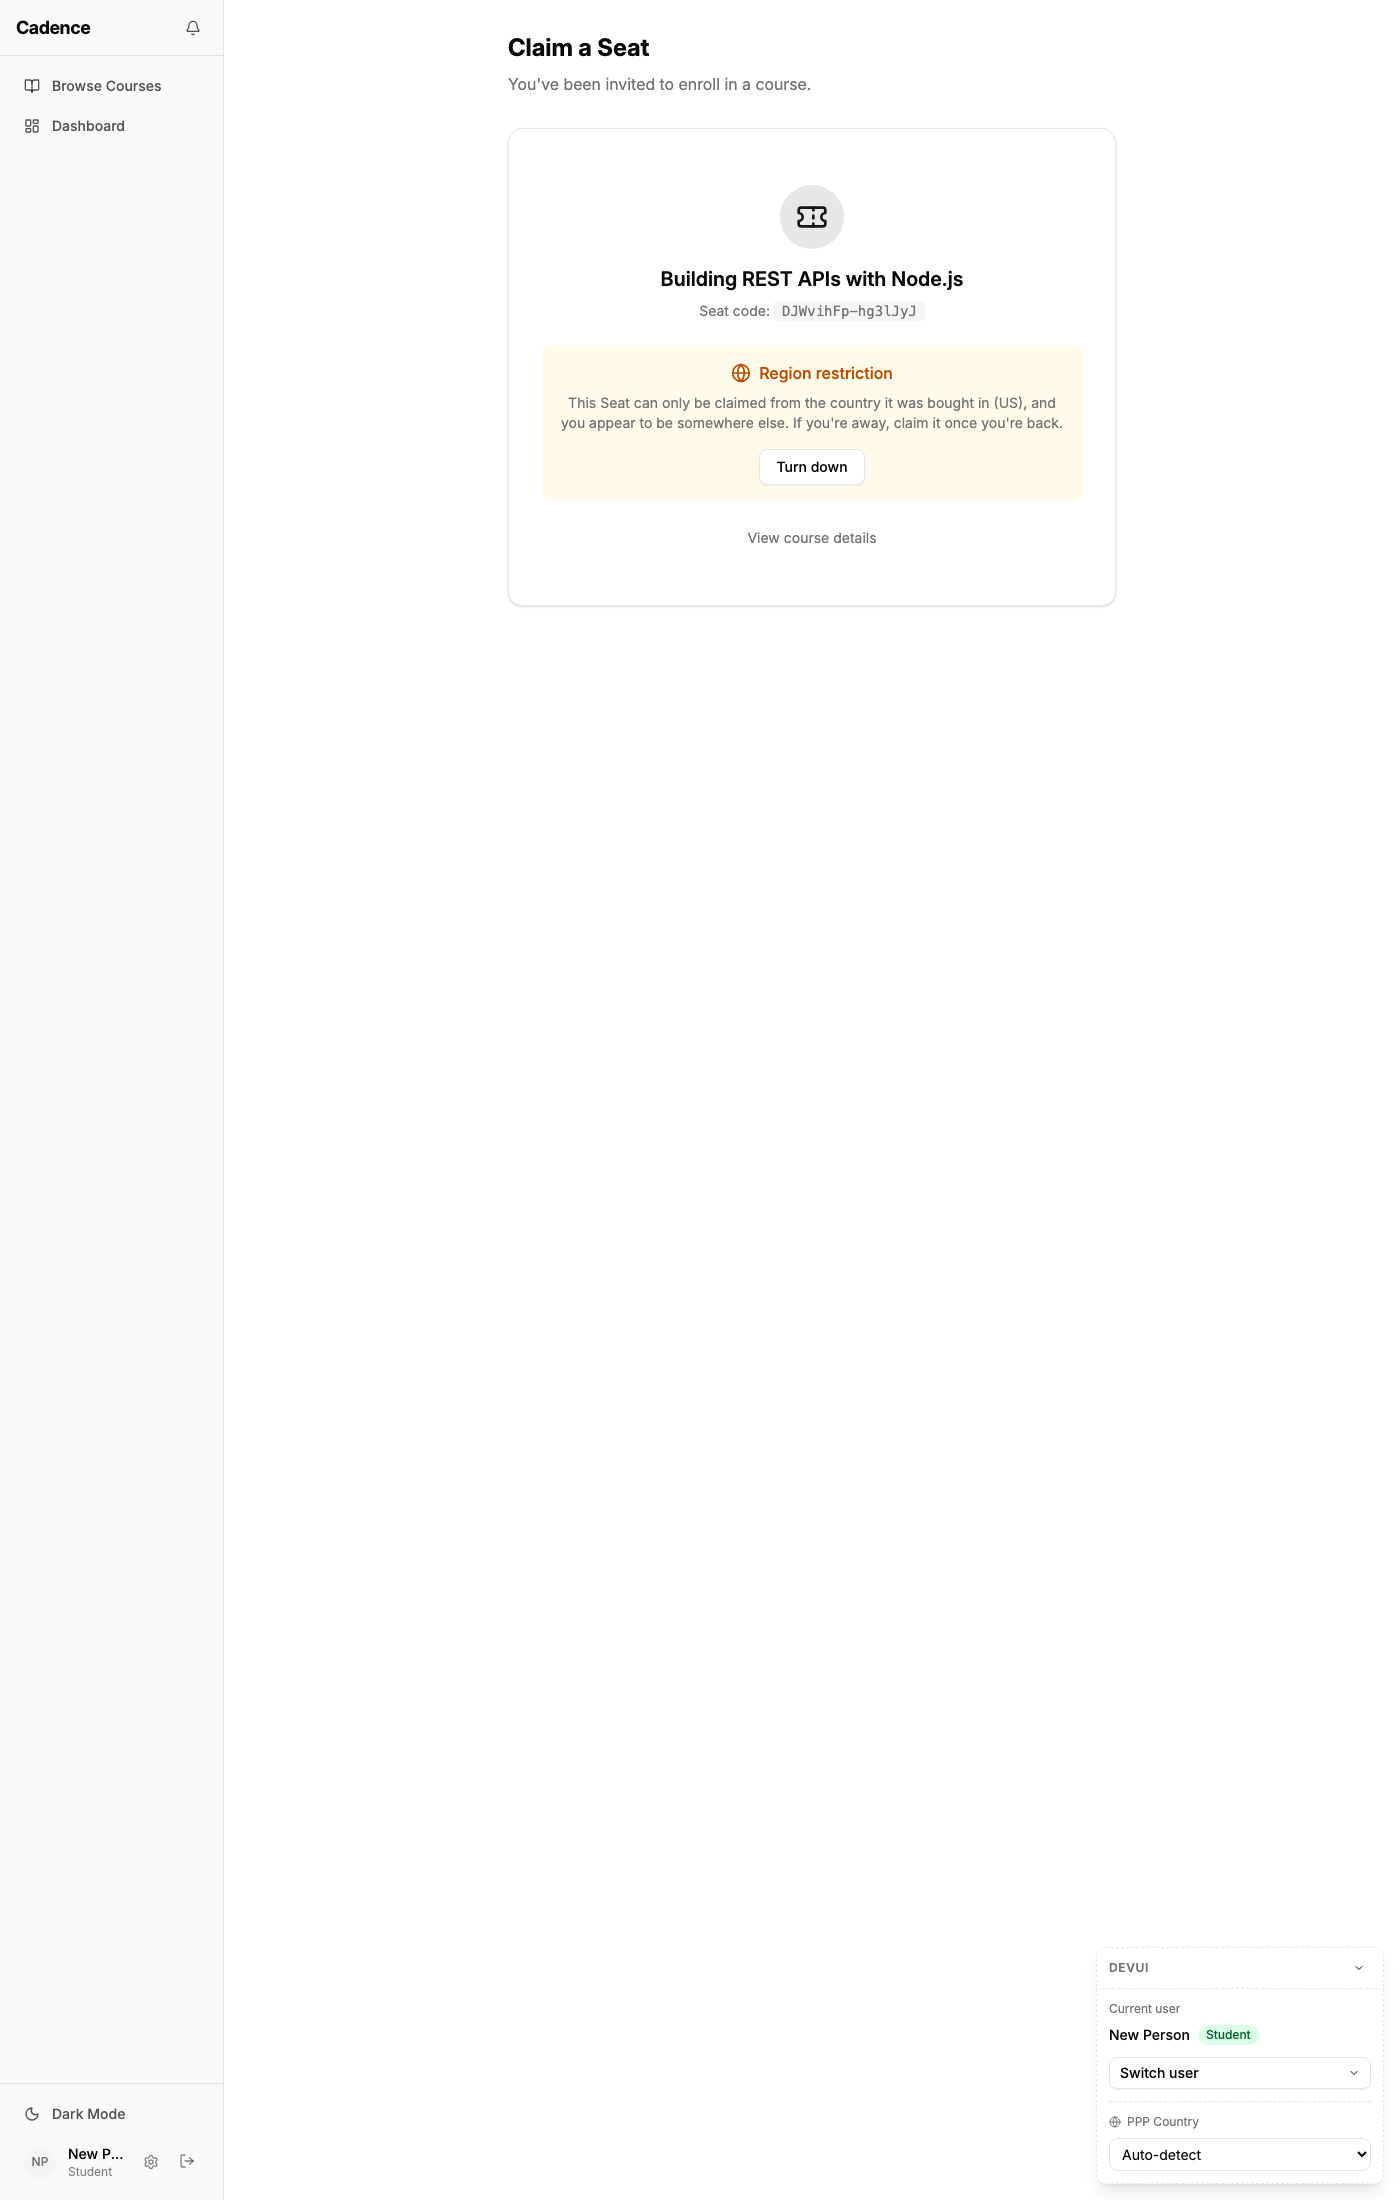 Cadence
Browse Courses
Dashboard
Claim a Seat
You've been invited to enroll in a course.
Building REST APIs with Node.js
Seat code: DJWvihFp-hg3lJyJ
Region restriction
This Seat can only be claimed from the country it was bought in (US), and
you appear to be somewhere else. If you're away, claim it once you're back.
Turn down
View course details
DEVUI
Current user
New Person Student
Switch user
PPP Country
Auto-detect
Dark Mode
NP
New P...
Student